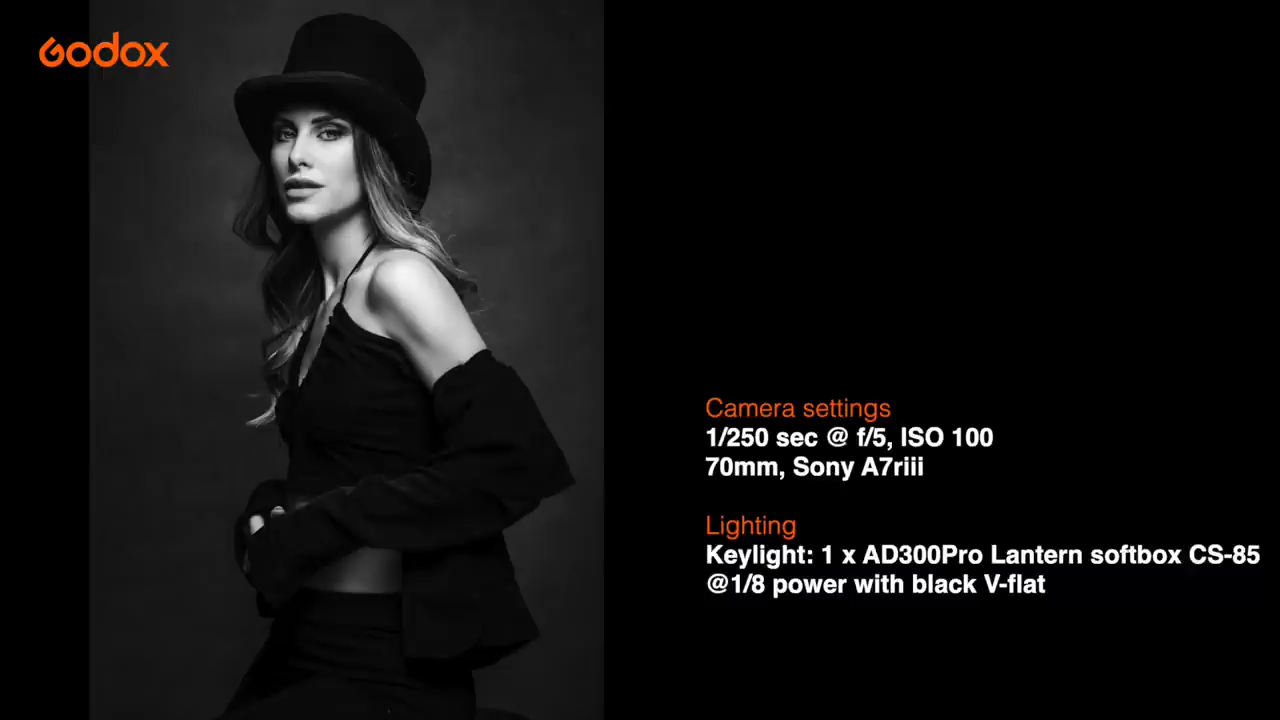 Godox
Camera settings
1/250 sec @ f/5, ISO 100
70mm, Sony A7riii
Lighting
Keylight: 1 x AD300Pro Lantern softbox CS-85
@1/8 power with black V-flat